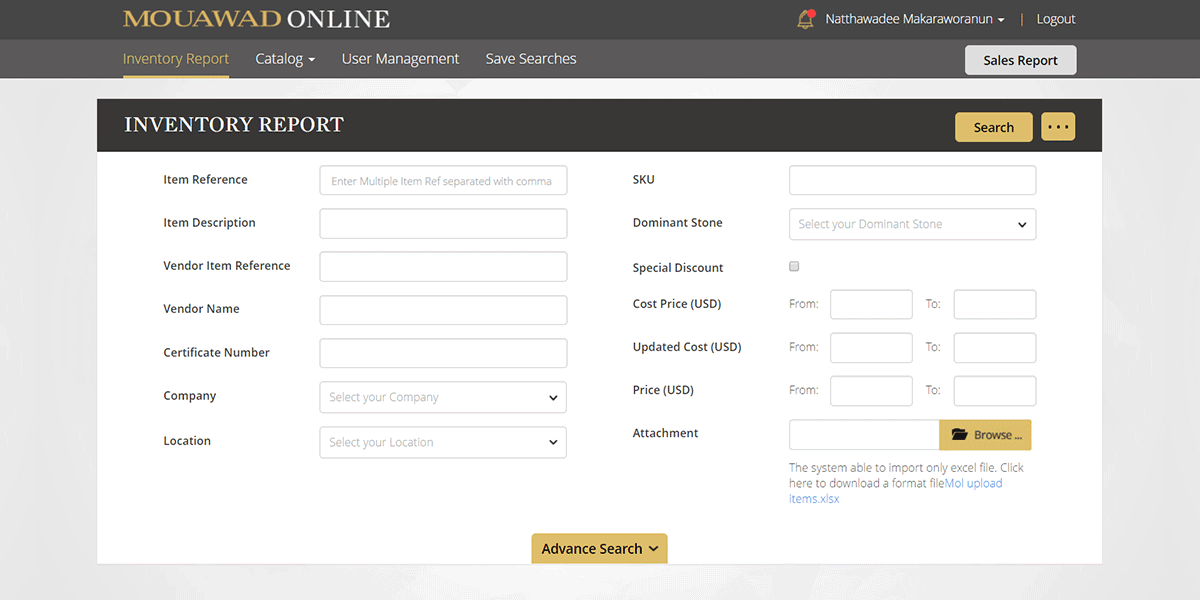 MOUAWAD ONLINE
Natthawadee Makaraworanun
|
Logout
Inventory Report
Catalog
User Management
Save Searches
Sales Report
INVENTORY REPORT
Search
...
Item Reference
Enter Multiple Item Ref separated with comma
Item Description
Vendor Item Reference
Vendor Name
Certificate Number
Company
Select your Company
Location
Select your Location
SKU
Dominant Stone
Select your Dominant Stone
Special Discount
Cost Price (USD)
From:
To:
Updated Cost (USD)
From:
To:
Price (USD)
From:
To:
Attachment
Browse ...
The system able to import only excel file. Click
here to download a format fileMol upload
items.xlsx
Advance Search